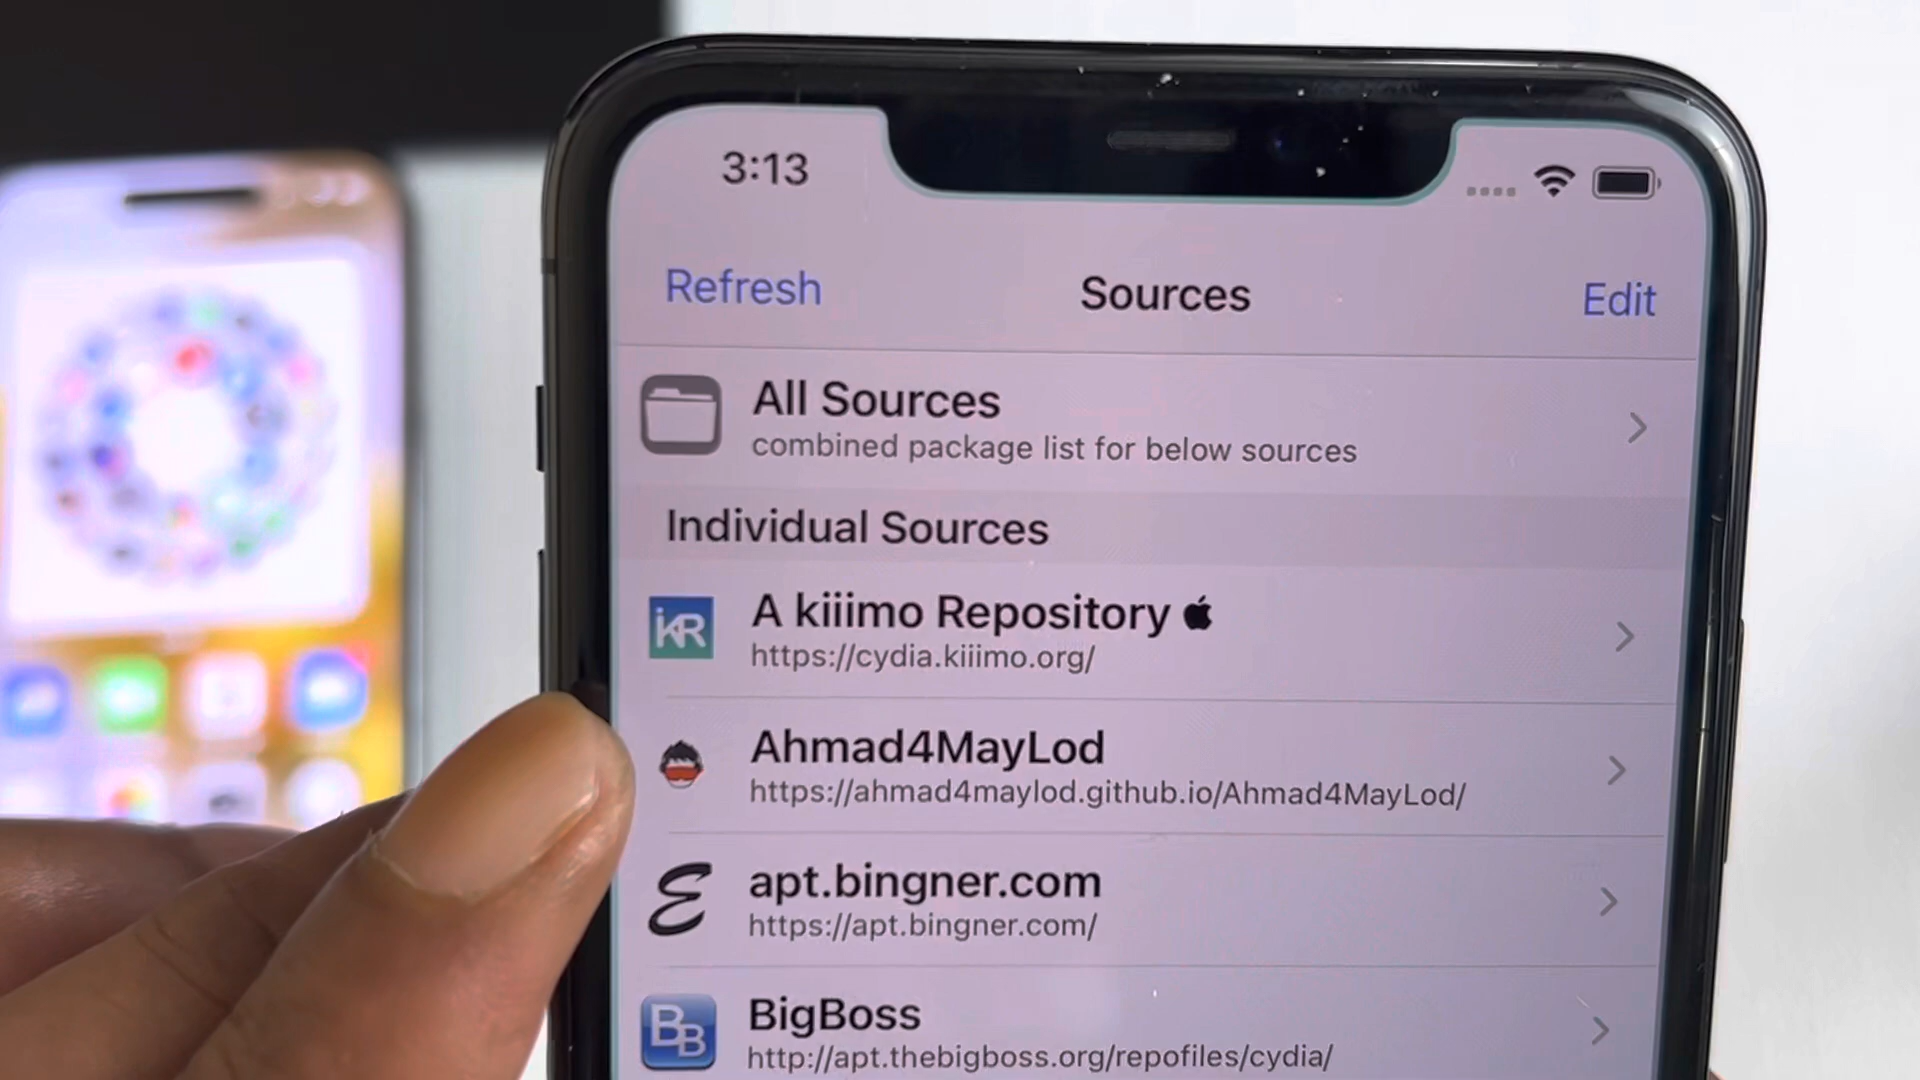 3:13
Refresh
Sources
Edit
All Sources
combined package list for below sources
Individual Sources
iKR
A kiiimo Repository
https://cydia.kiiimo.org/
Ahmad4MayLod
https://ahmad4maylod.github.io/Ahmad4MayLod/
apt.bingner.com
https://apt.bingner.com/
BB
BigBoss
http://apt.thebigboss.org/repofiles/cydia/